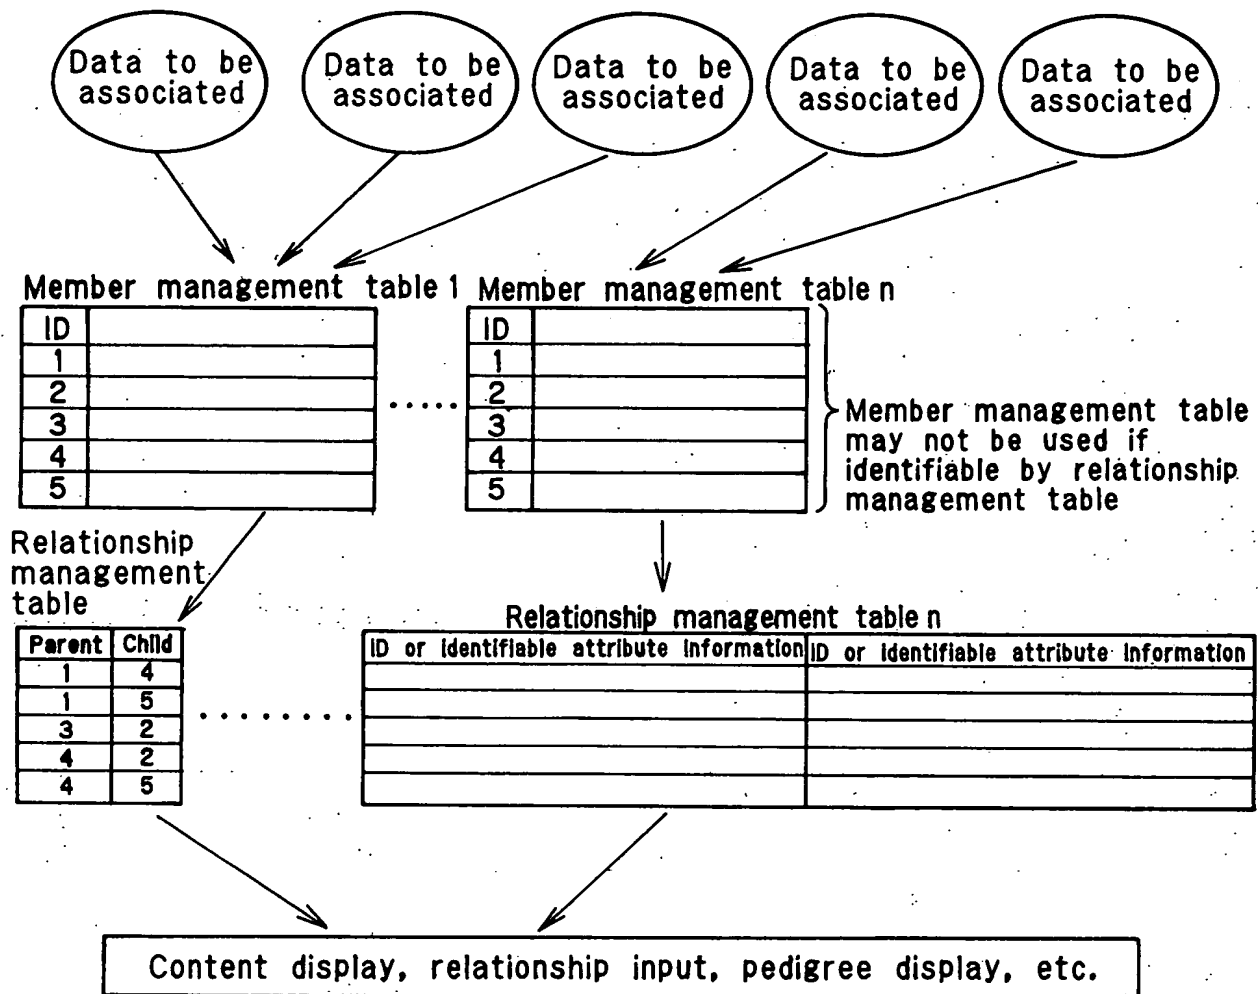 Data to be
associated
Data to be
associated
Data to be
associated
Data to be
associated
Data to be
associated
Member management table 1
ID
1
2
3
4
5
.....
Member management table n
ID
1
2
3
4
5
Member management table
may not be used if
identifiable by relationship
management table
Relationship
management
table
Parent Child
1 4
1 5
3 2
4 2
4 5
........
Relationship management table n
ID or identifiable attribute information ID or identifiable attribute information
Content display, relationship input, pedigree display, etc.